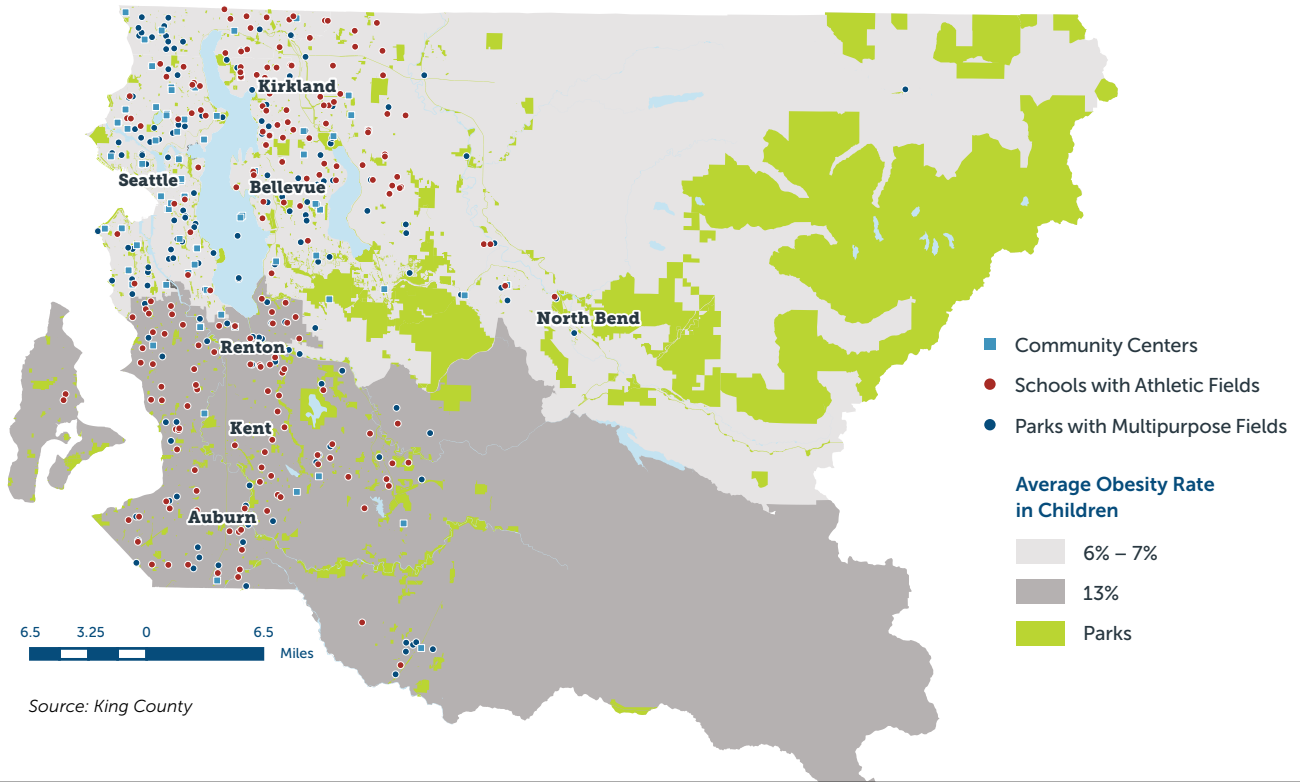 Kirkland
Seattle
Bellevue
North Bend
Renton
Kent
Auburn
Community Centers
Schools with Athletic Fields
Parks with Multipurpose Fields
Average Obesity Rate
in Children
6% – 7%
13%
Parks
6.5 3.25 0 6.5
Miles
Source: King County